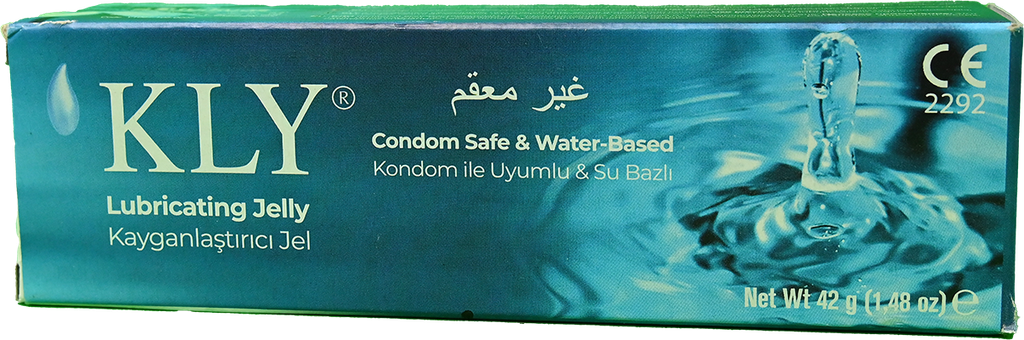 KLY®
Lubricating Jelly
Kayganlaştırıcı Jel
غير معقم
Condom Safe & Water-Based
Kondom ile Uyumlu & Su Bazlı
CE
2292
Net Wt 42 g (1,48 oz) ℮